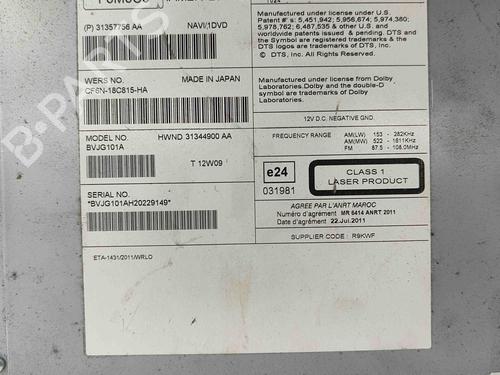 (P) 31357756 AA NAVI/1DVD
WERS NO. MADE IN JAPAN
CF6N-18C815-HA
MODEL NO. HWND 31344900 AA
BVJG101A
T 12W09
SERIAL NO.
*BVJG101AH20229149*
ETA-1431/2011/WRLO
Manufactured under license under U.S.
Patent #'s : 5,451,942; 5,956,674; 5,974,380;
5,978,762; 6,487,535 & other U.S. and
worldwide patents issued & pending. DTS and
the Symbol are registered trademarks &
DTS logos are trademarks of DTS, Inc.
© DTS, Inc. All Rights Reserved.
Manufactured under license from Dolby
Laboratories. Dolby and the double-D
symbol are trademarks of Dolby
Laboratories.
12V D.C. NEGATIVE GND.
FREQUENCY RANGE AM(LW) 153 - 282KHz
AM(MW) 522 - 1611KHz
FM 87.5 - 108.0MHz
e24
031981
CLASS 1
LASER PRODUCT
AGREE PAR L'ANRT MAROC
Numéro d'agrément MR 6414 ANRT 2011
Date d'agrément 22.Jul.2011
SUPPLIER CODE : R9KWF
B-PARTS